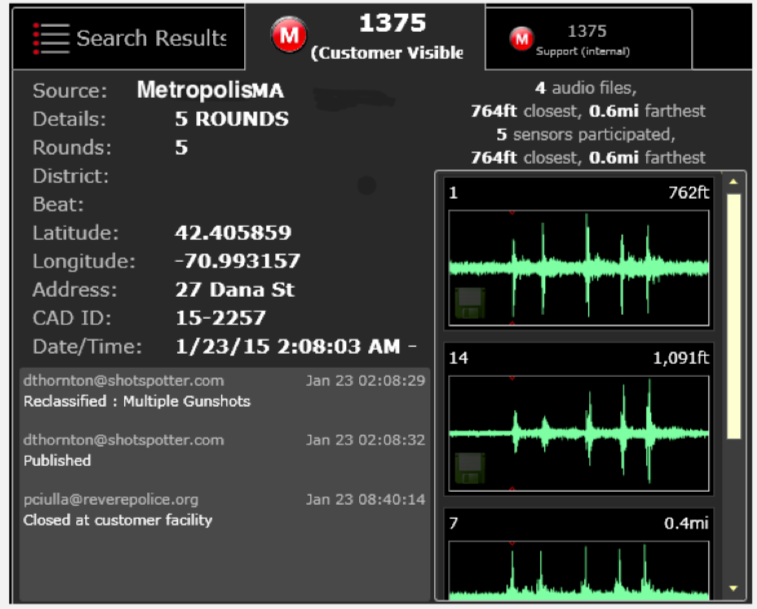 Search Results
M
1375
(Customer Visible
M
1375
Support (internal)
Source: MetropolisMA
Details: 5 ROUNDS
Rounds: 5
District:
Beat:
Latitude: 42.405859
Longitude: -70.993157
Address: 27 Dana St
CAD ID: 15-2257
Date/Time: 1/23/15 2:08:03 AM -
dthornton@shotspotter.com Jan 23 02:08:29
Reclassified : Multiple Gunshots
dthornton@shotspotter.com Jan 23 02:08:32
Published
pciulla@reverepolice.org Jan 23 08:40:14
Closed at customer facility
4 audio files,
764ft closest, 0.6mi farthest
5 sensors participated,
764ft closest, 0.6mi farthest
1 762ft
14 1,091ft
7 0.4mi